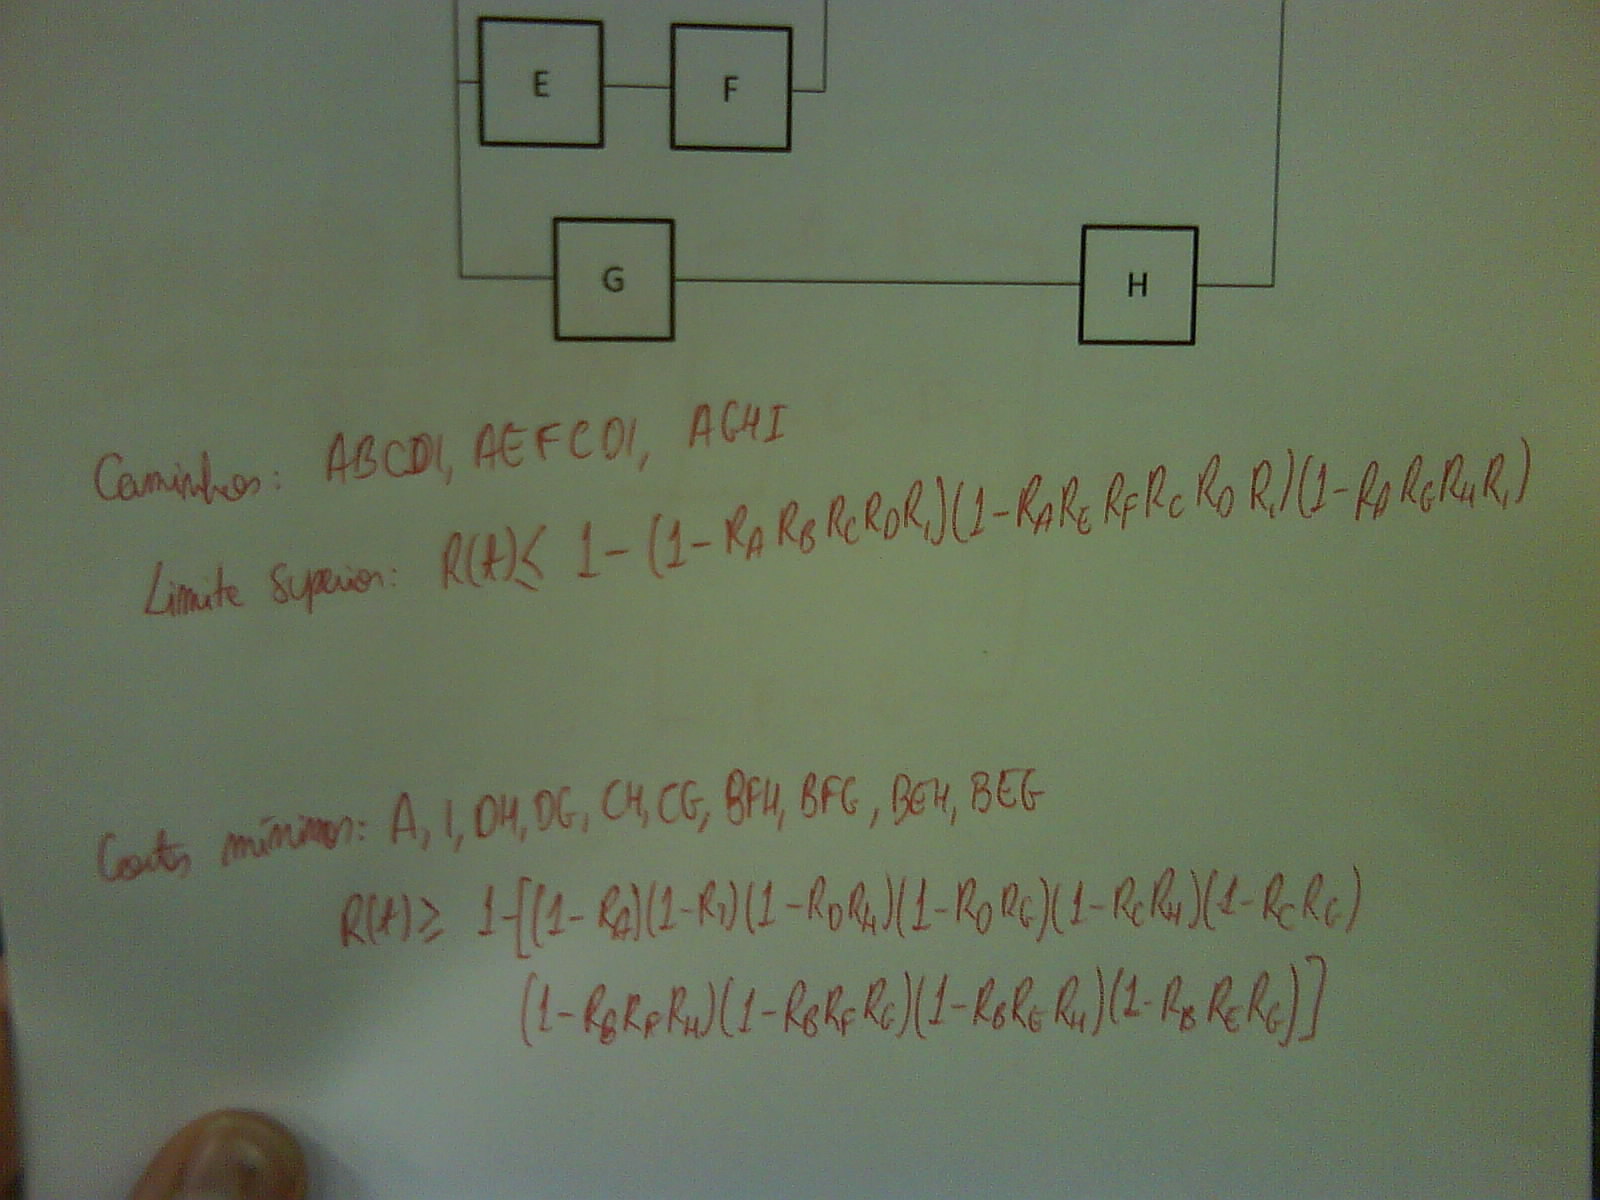 E F
G H
Caminhos: ABCDI, AEFCDI, AGHI
Limite Superior: R(t)≤ 1-(1-R_A R_B R_C R_D R_I)(1-R_A R_E R_F R_C R_D R_I)(1-R_A R_G R_H R_I)
Cortes mínimos: A, I, DH, DG, CH, CG, BFH, BFG, BEH, BEG
R(t)≥ 1-[(1-R_A)(1-R_I)(1-R_D R_H)(1-R_D R_G)(1-R_C R_H)(1-R_C R_G)
(1-R_B R_F R_H)(1-R_B R_F R_G)(1-R_B R_E R_H)(1-R_B R_E R_G)]